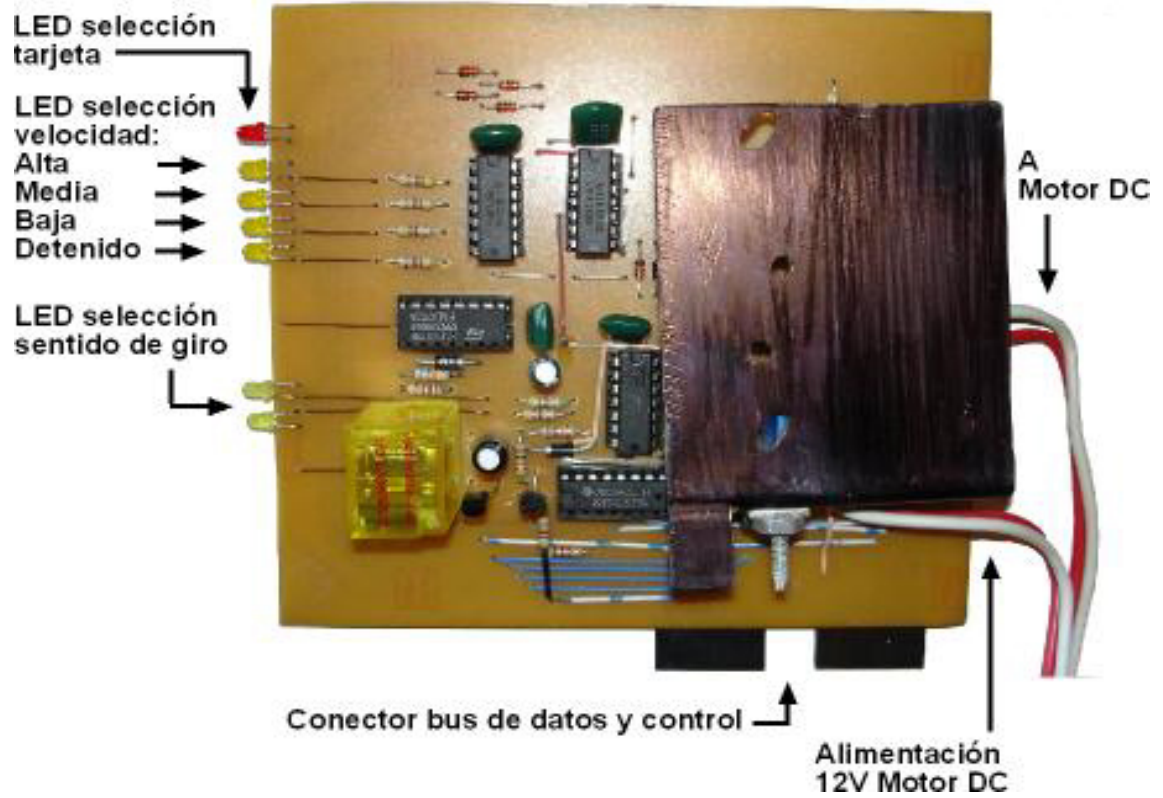 LED selección
tarjeta
LED selección
velocidad:
Alta
Media
Baja
Detenido
LED selección
sentido de giro
A
Motor DC
Conector bus de datos y control
Alimentación
12V Motor DC